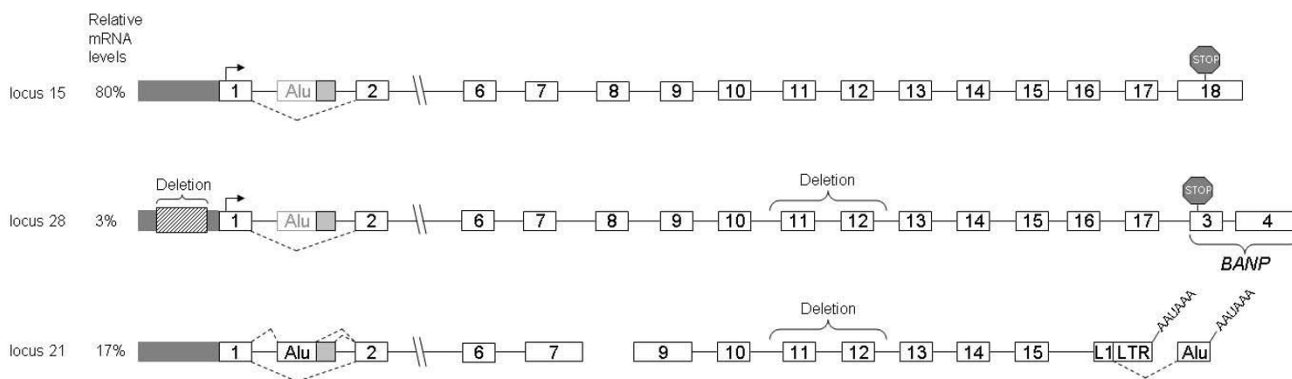 Relative
mRNA
levels
STOP
locus 15 80% 1 Alu 2 6 7 8 9 10 11 12 13 14 15 16 17 18
Deletion Deletion STOP
locus 28 3% 1 Alu 2 6 7 8 9 10 11 12 13 14 15 16 17 3 4
BANP
AAUAAA AAUAAA
Deletion
locus 21 17% 1 Alu 2 6 7 9 10 11 12 13 14 15 L1 LTR Alu